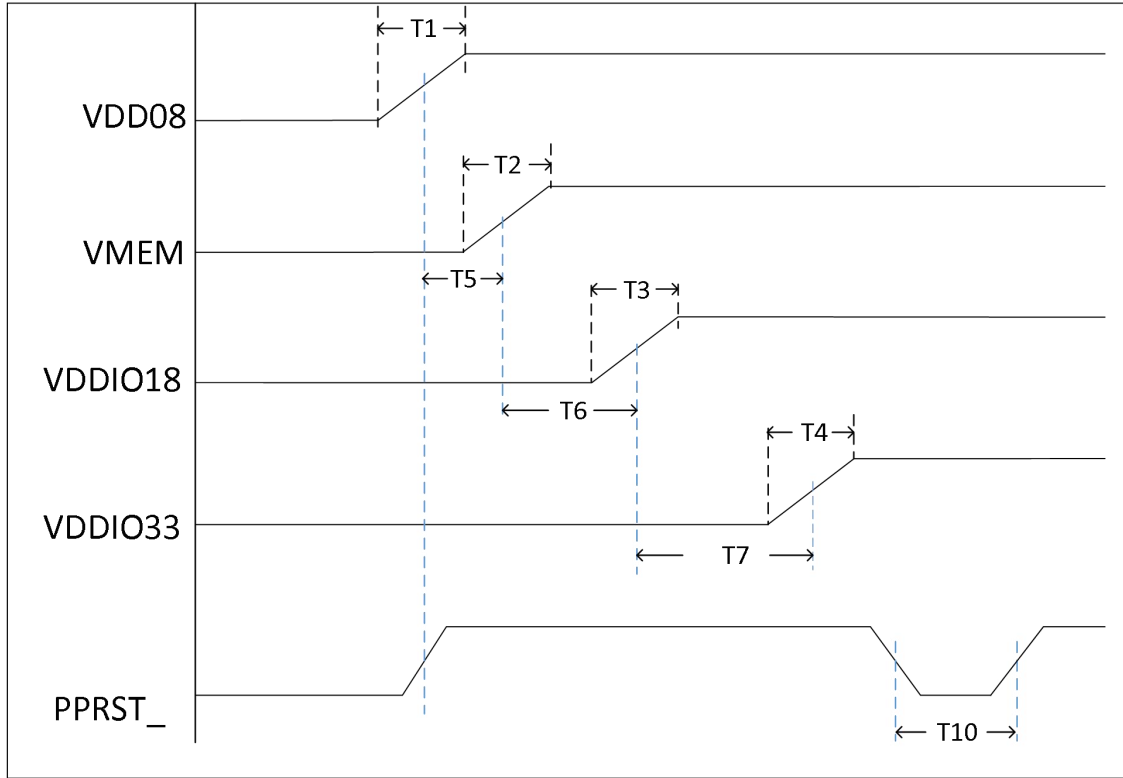 T1
VDD08
T2
VMEM
T5
T3
VDDIO18
T6
T4
VDDIO33
T7
PPRST_
T10